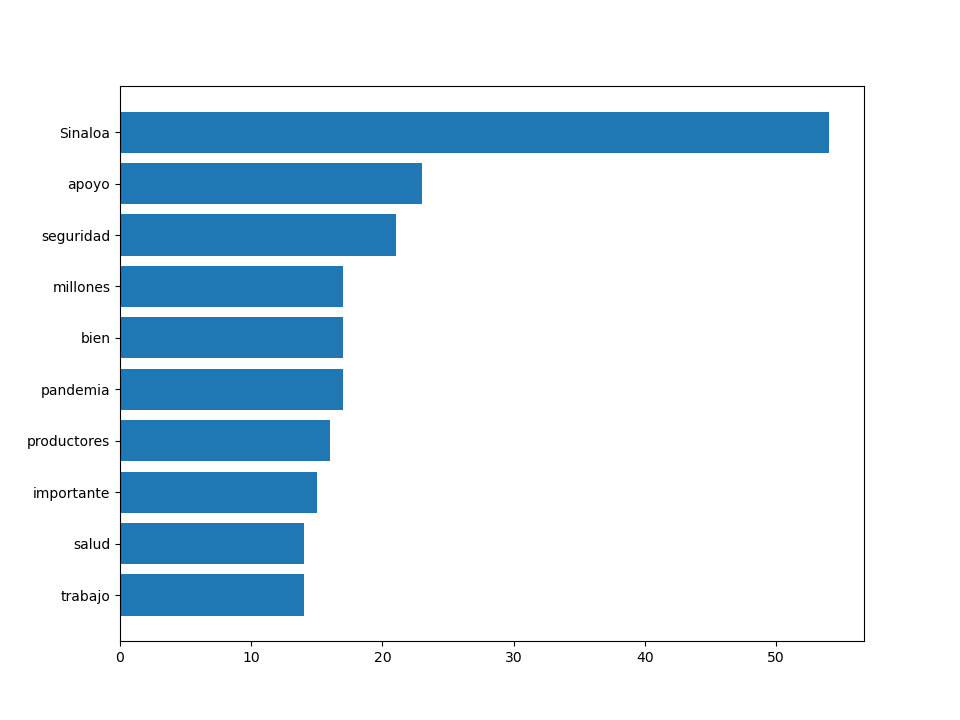 Sinaloa
apoyo
seguridad
millones
bien
pandemia
productores
importante
salud
trabajo
0 10 20 30 40 50